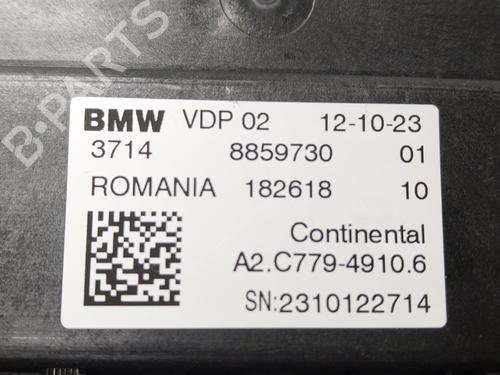 B-PARTS
BMW VDP 02 12-10-23
3714 8859730 01
ROMANIA 182618 10
Continental
A2.C779-4910.6
SN:2310122714